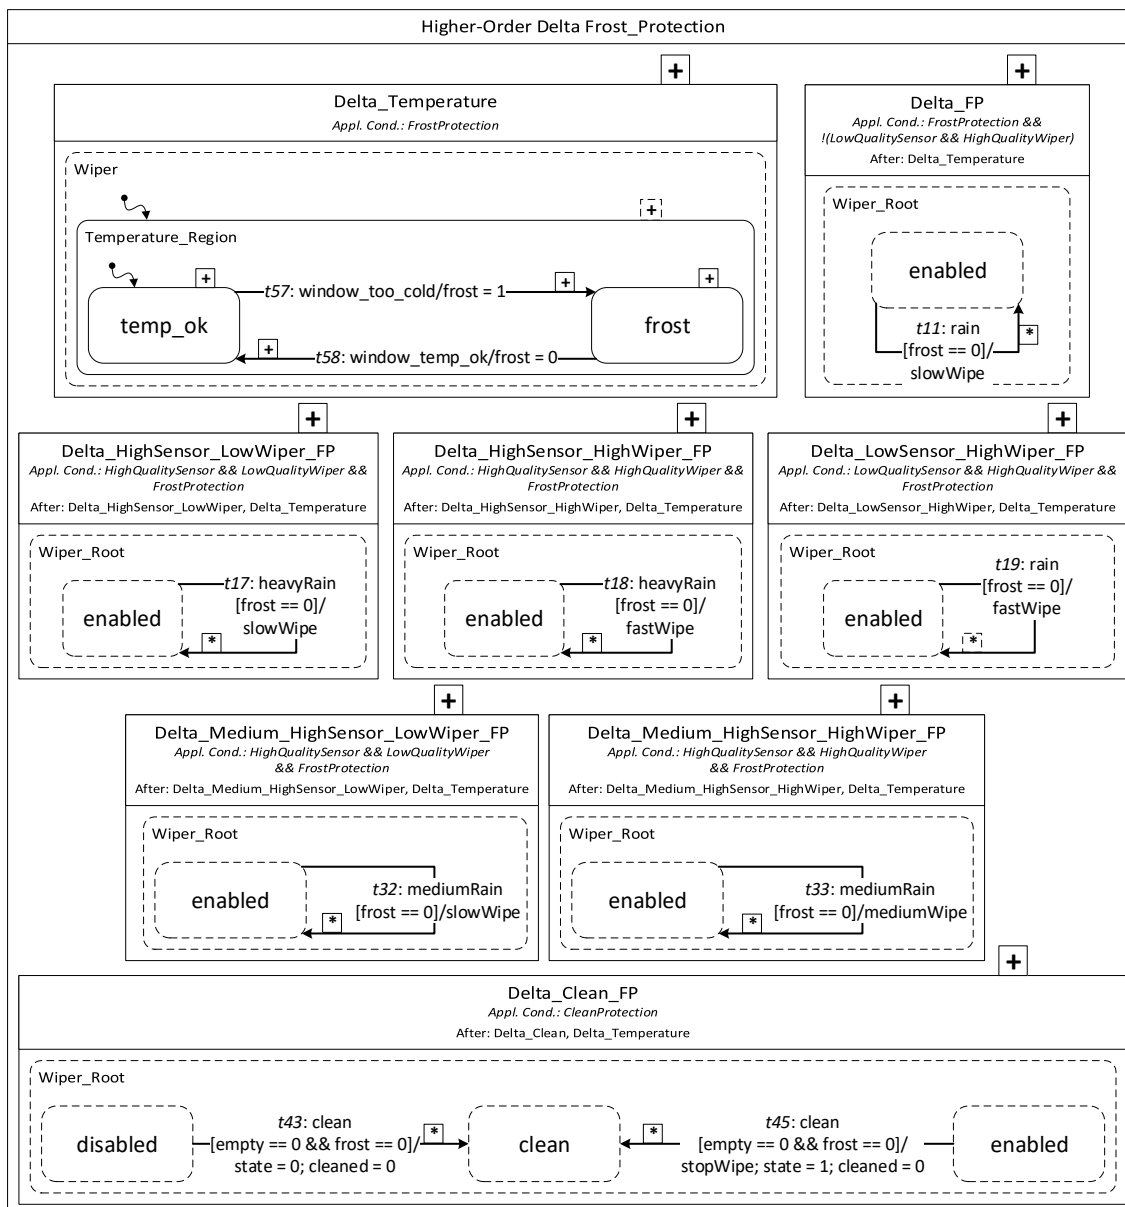 Higher-Order Delta Frost_Protection
+
+
Delta_Temperature
Appl. Cond.: FrostProtection
Wiper
+
Temperature_Region
+
t57: window_too_cold/frost = 1
+
+
temp_ok
frost
+
t58: window_temp_ok/frost = 0
Delta_FP
Appl. Cond.: FrostProtection &&
!(LowQualitySensor && HighQualityWiper)
After: Delta_Temperature
Wiper_Root
enabled
t11: rain
[frost == 0]/
slowWipe
*
+
+
+
Delta_HighSensor_LowWiper_FP
Appl. Cond.: HighQualitySensor && LowQualityWiper &&
FrostProtection
After: Delta_HighSensor_LowWiper, Delta_Temperature
Wiper_Root
enabled
t17: heavyRain
[frost == 0]/
slowWipe
*
Delta_HighSensor_HighWiper_FP
Appl. Cond.: HighQualitySensor && HighQualityWiper &&
FrostProtection
After: Delta_HighSensor_HighWiper, Delta_Temperature
Wiper_Root
enabled
t18: heavyRain
[frost == 0]/
fastWipe
*
Delta_LowSensor_HighWiper_FP
Appl. Cond.: LowQualitySensor && HighQualityWiper &&
FrostProtection
After: Delta_LowSensor_HighWiper, Delta_Temperature
Wiper_Root
enabled
t19: rain
[frost == 0]/
fastWipe
*
+
+
Delta_Medium_HighSensor_LowWiper_FP
Appl. Cond.: HighQualitySensor && LowQualityWiper
&& FrostProtection
After: Delta_Medium_HighSensor_LowWiper, Delta_Temperature
Wiper_Root
enabled
t32: mediumRain
[frost == 0]/slowWipe
*
Delta_Medium_HighSensor_HighWiper_FP
Appl. Cond.: HighQualitySensor && HighQualityWiper
&& FrostProtection
After: Delta_Medium_HighSensor_HighWiper, Delta_Temperature
Wiper_Root
enabled
t33: mediumRain
[frost == 0]/mediumWipe
*
+
Delta_Clean_FP
Appl. Cond.: CleanProtection
After: Delta_Clean, Delta_Temperature
Wiper_Root
disabled
t43: clean
[empty == 0 && frost == 0]/
state = 0; cleaned = 0
*
clean
*
t45: clean
[empty == 0 && frost == 0]/
stopWipe; state = 1; cleaned = 0
enabled